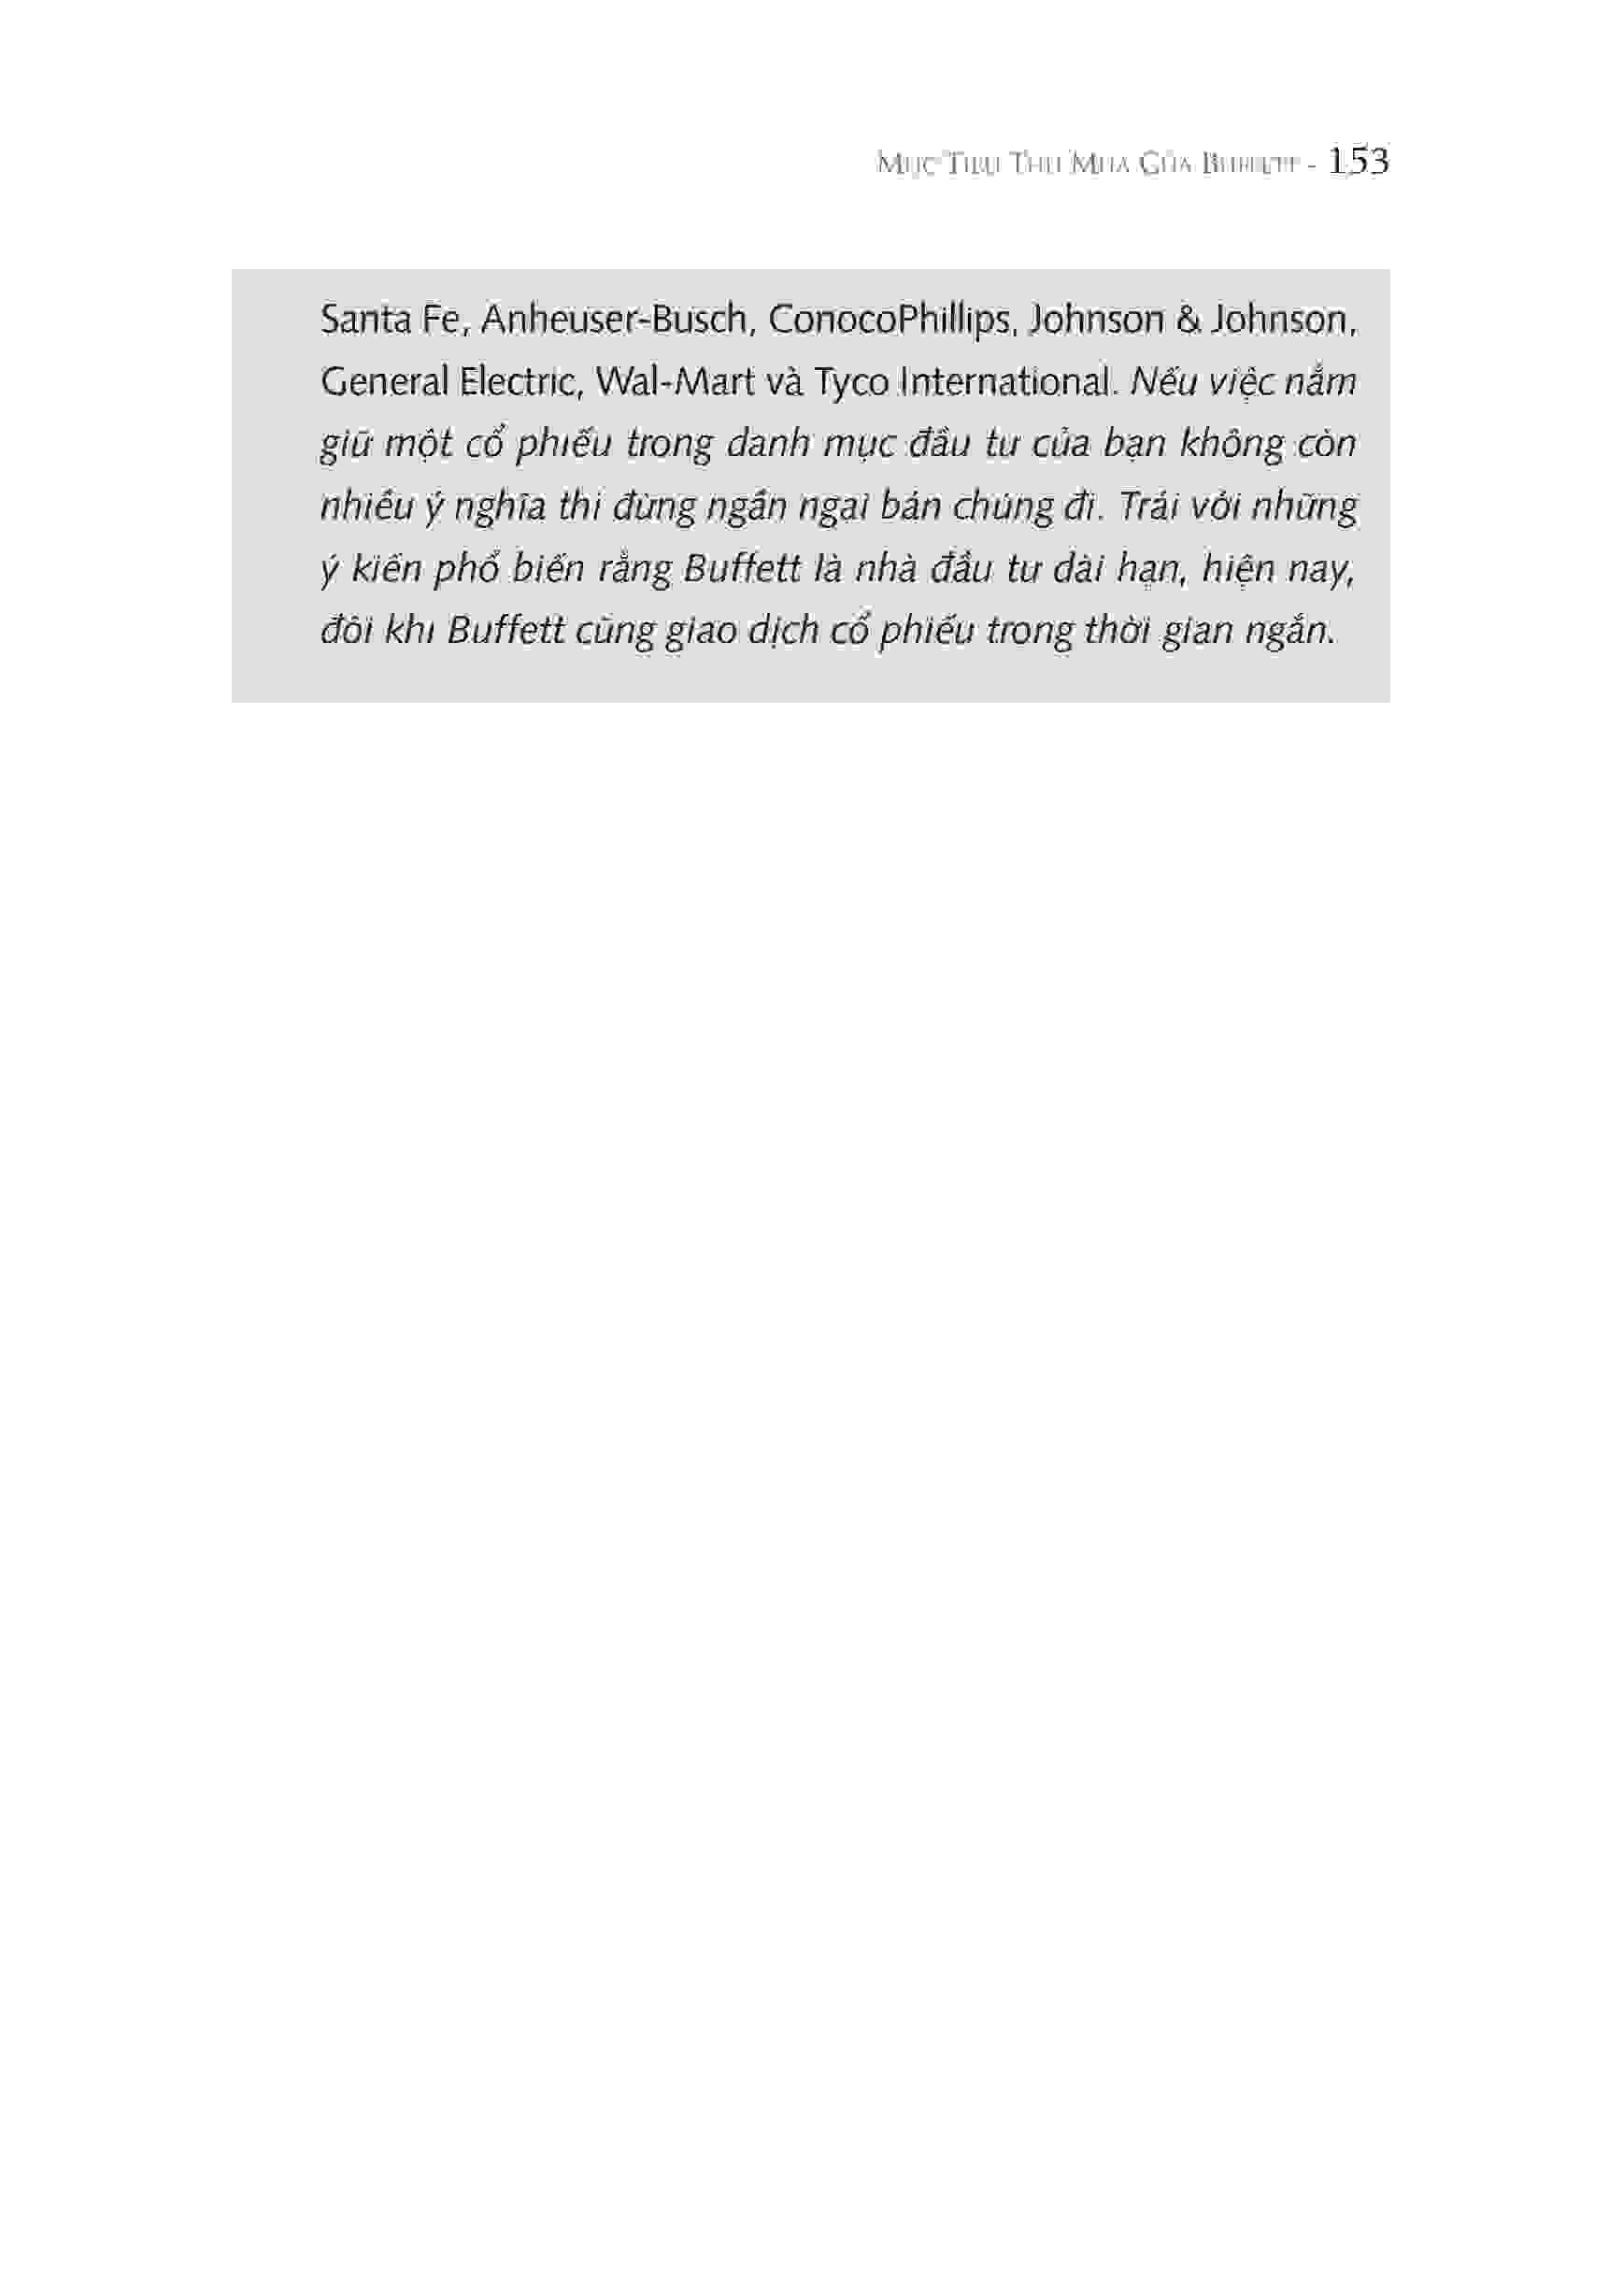 MỤC TIÊU THU MUA CỦA BUFFETT - 153
Santa Fe, Anheuser-Busch, ConocoPhillips, Johnson & Johnson,
General Electric, Wal-Mart và Tyco International. Nếu việc nắm
giữ một cổ phiếu trong danh mục đầu tư của bạn không còn
nhiều ý nghĩa thì đừng ngần ngại bán chúng đi. Trái với những
ý kiến phổ biến rằng Buffett là nhà đầu tư dài hạn, hiện nay,
đôi khi Buffett cũng giao dịch cổ phiếu trong thời gian ngắn.